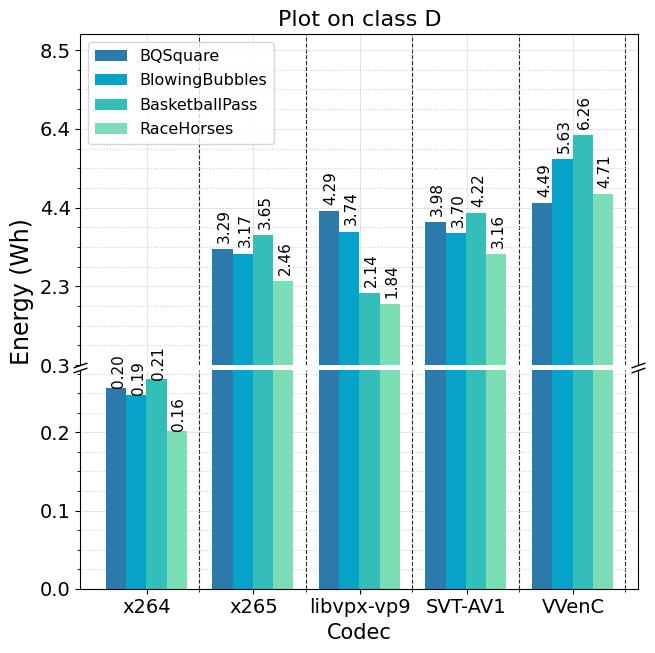 Plot on class D
BQSquare
BlowingBubbles
BasketballPass
RaceHorses
Energy (Wh)
8.5
6.4
4.4
2.3
0.3
0.2
0.1
0.0
0.20
0.19
0.21
0.16
3.29
3.17
3.65
2.46
4.29
3.74
2.14
1.84
3.98
3.70
4.22
3.16
4.49
5.63
6.26
4.71
x264
x265
libvpx-vp9
SVT-AV1
VVenC
Codec